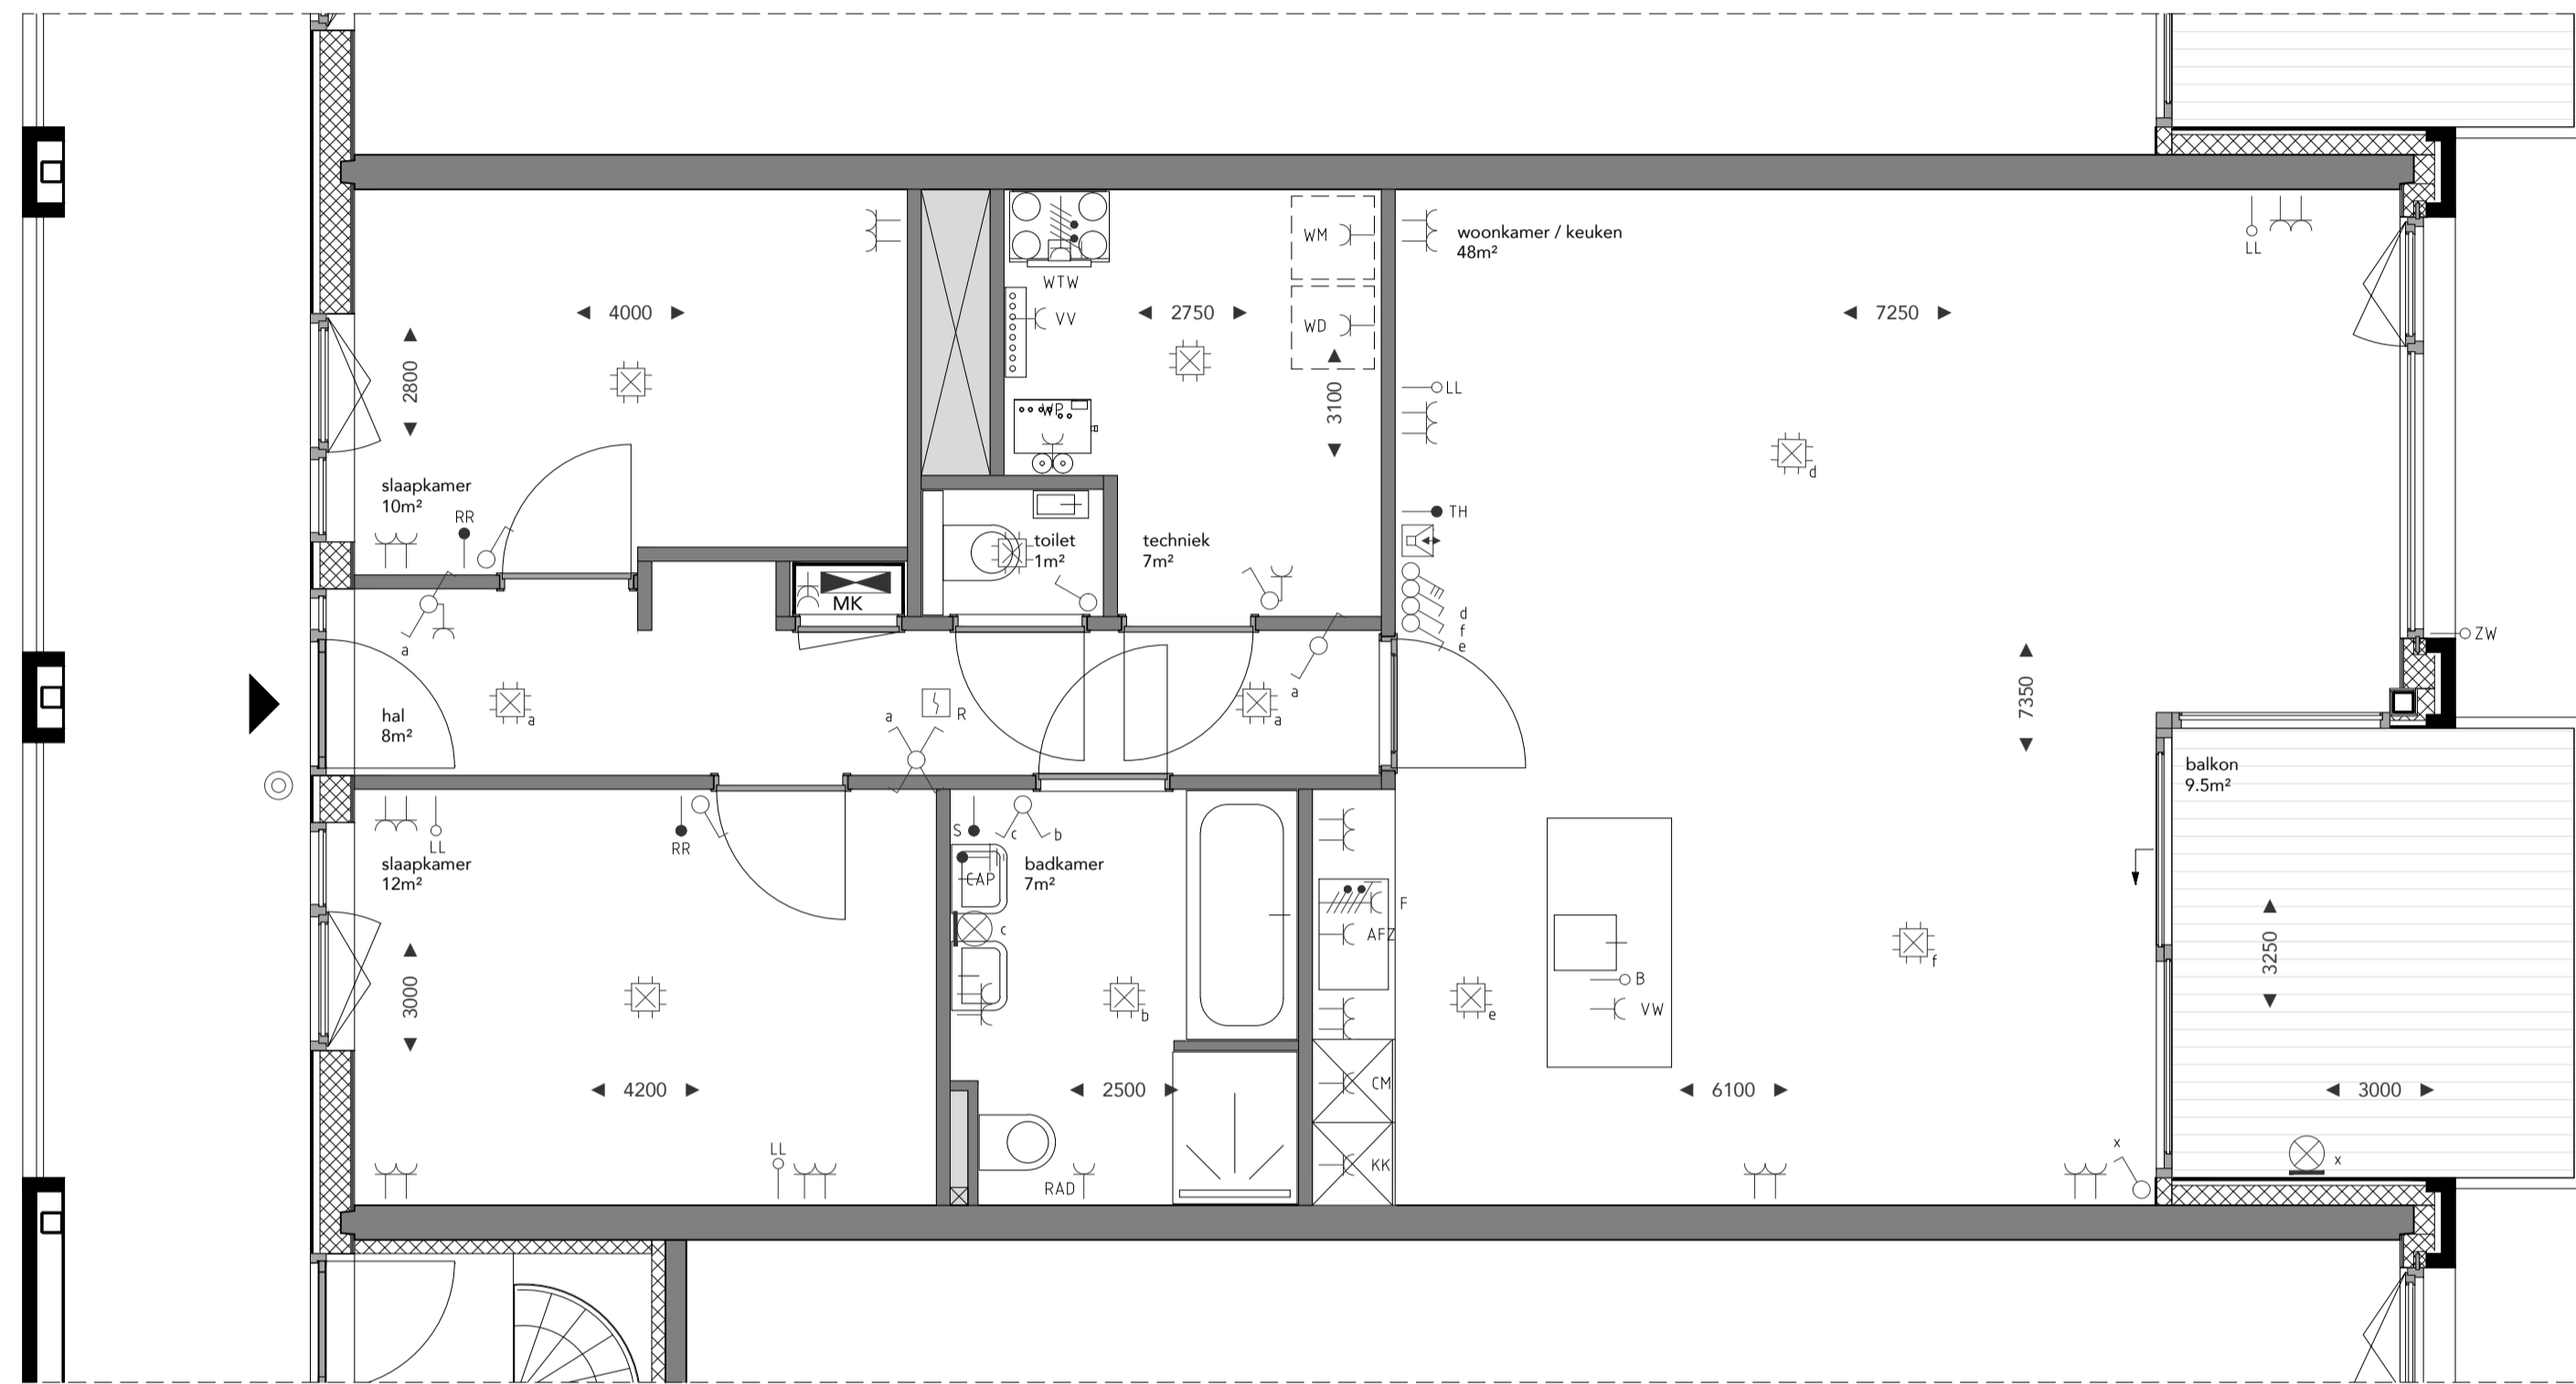 WM
woonkamer / keuken
48m²
LL
WTW
4000
2750
7250
VV
WD
2800
3100
LL
WP
d
slaapkamer
10m²
RR
TH
toilet
1m²
techniek
7m²
MK
a
d
f
e
ZW
a
hal
8m²
a
a
R
a
7350
balkon
9.5m²
LL
RR
S
c
b
slaapkamer
12m²
badkamer
7m²
CAP
F
c
AFZ
f
3250
B
3000
b
e
VW
CM
4200
2500
6100
3000
LL
x
KK
x
RAD